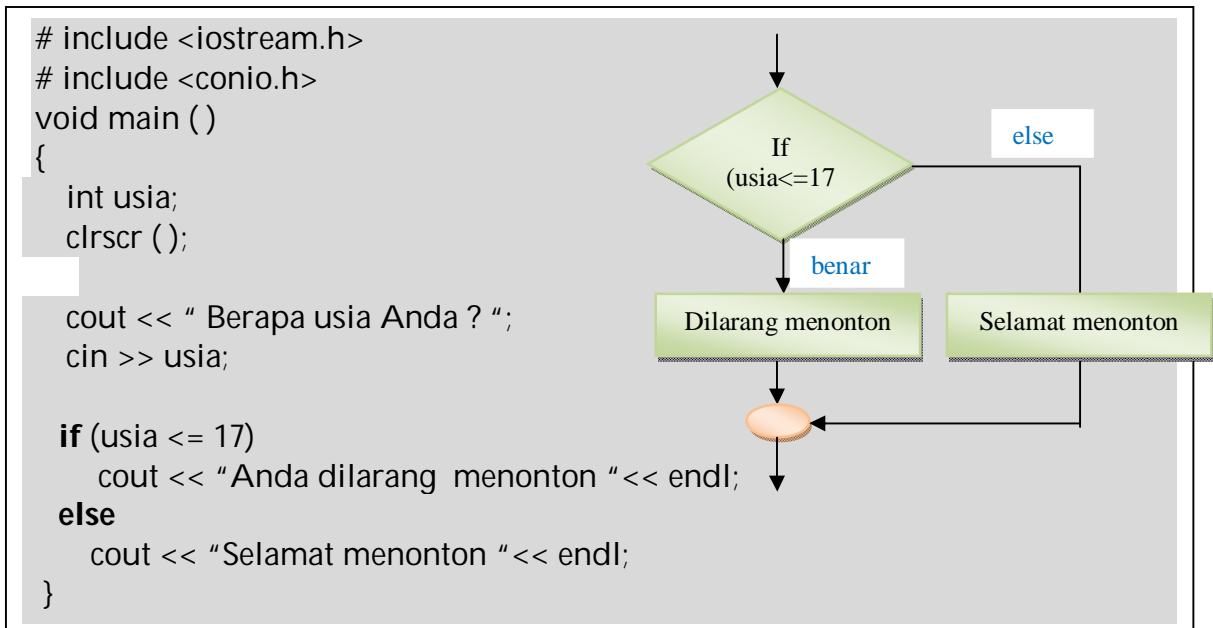 # include <iostream.h>
# include <conio.h>
void main ( )
{
int usia;
clrscr ( );
cout << “ Berapa usia Anda ? “;
cin >> usia;
if (usia <= 17)
cout << “Anda dilarang  menonton “<< endl;
else
cout << “Selamat menonton “<< endl;
}
If
(usia<=17
else
benar
Dilarang menonton
Selamat menonton